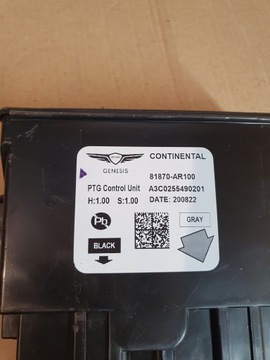 GENESIS
CONTINENTAL
81870-AR100
PTG Control Unit
A3C0255490201
H:1.00 S:1.00
DATE: 200822
Pb
GRAY
BLACK